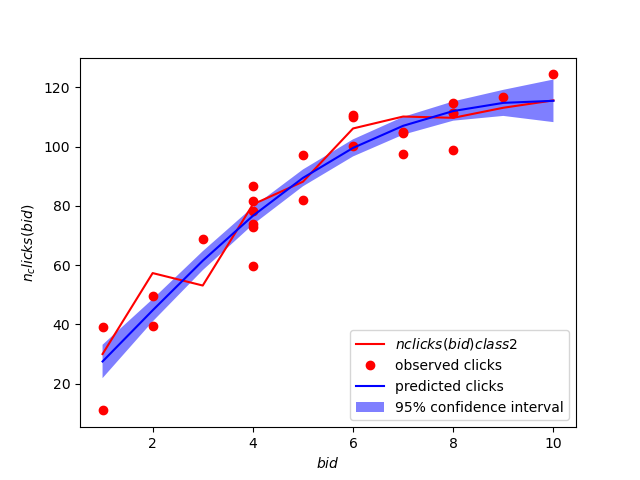 120
100
80
60
40
20
n_clicks(bid)
2
4
6
8
10
bid
nclicks(bid)class2
observed clicks
predicted clicks
95% confidence interval